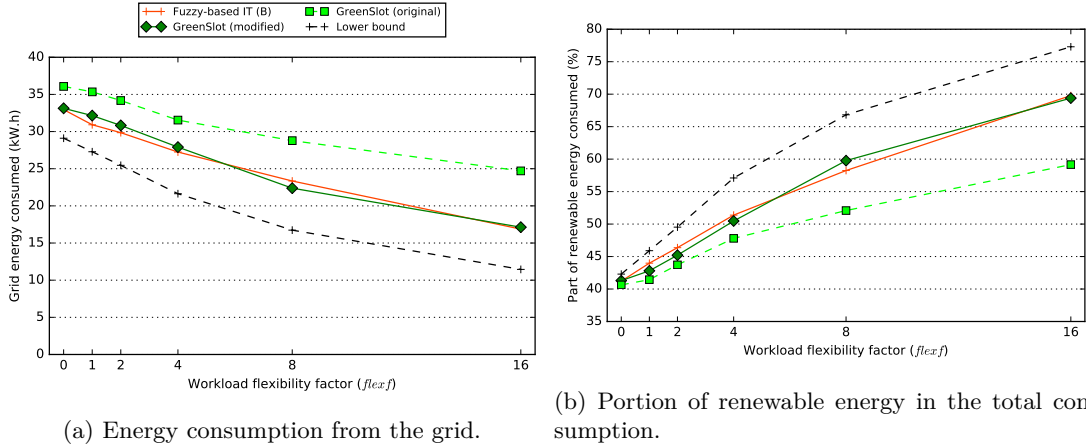 Fuzzy-based IT (B)
GreenSlot (modified)
GreenSlot (original)
Lower bound
Grid energy consumed (kW.h)
40
35
30
25
20
15
10
5
0
0 1 2 4 8 16
Workload flexibility factor (flexf)
(a) Energy consumption from the grid.
Part of renewable energy consumed (%)
80
75
70
65
60
55
50
45
40
35
0 1 2 4 8 16
Workload flexibility factor (flexf)
(b) Portion of renewable energy in the total con
sumption.